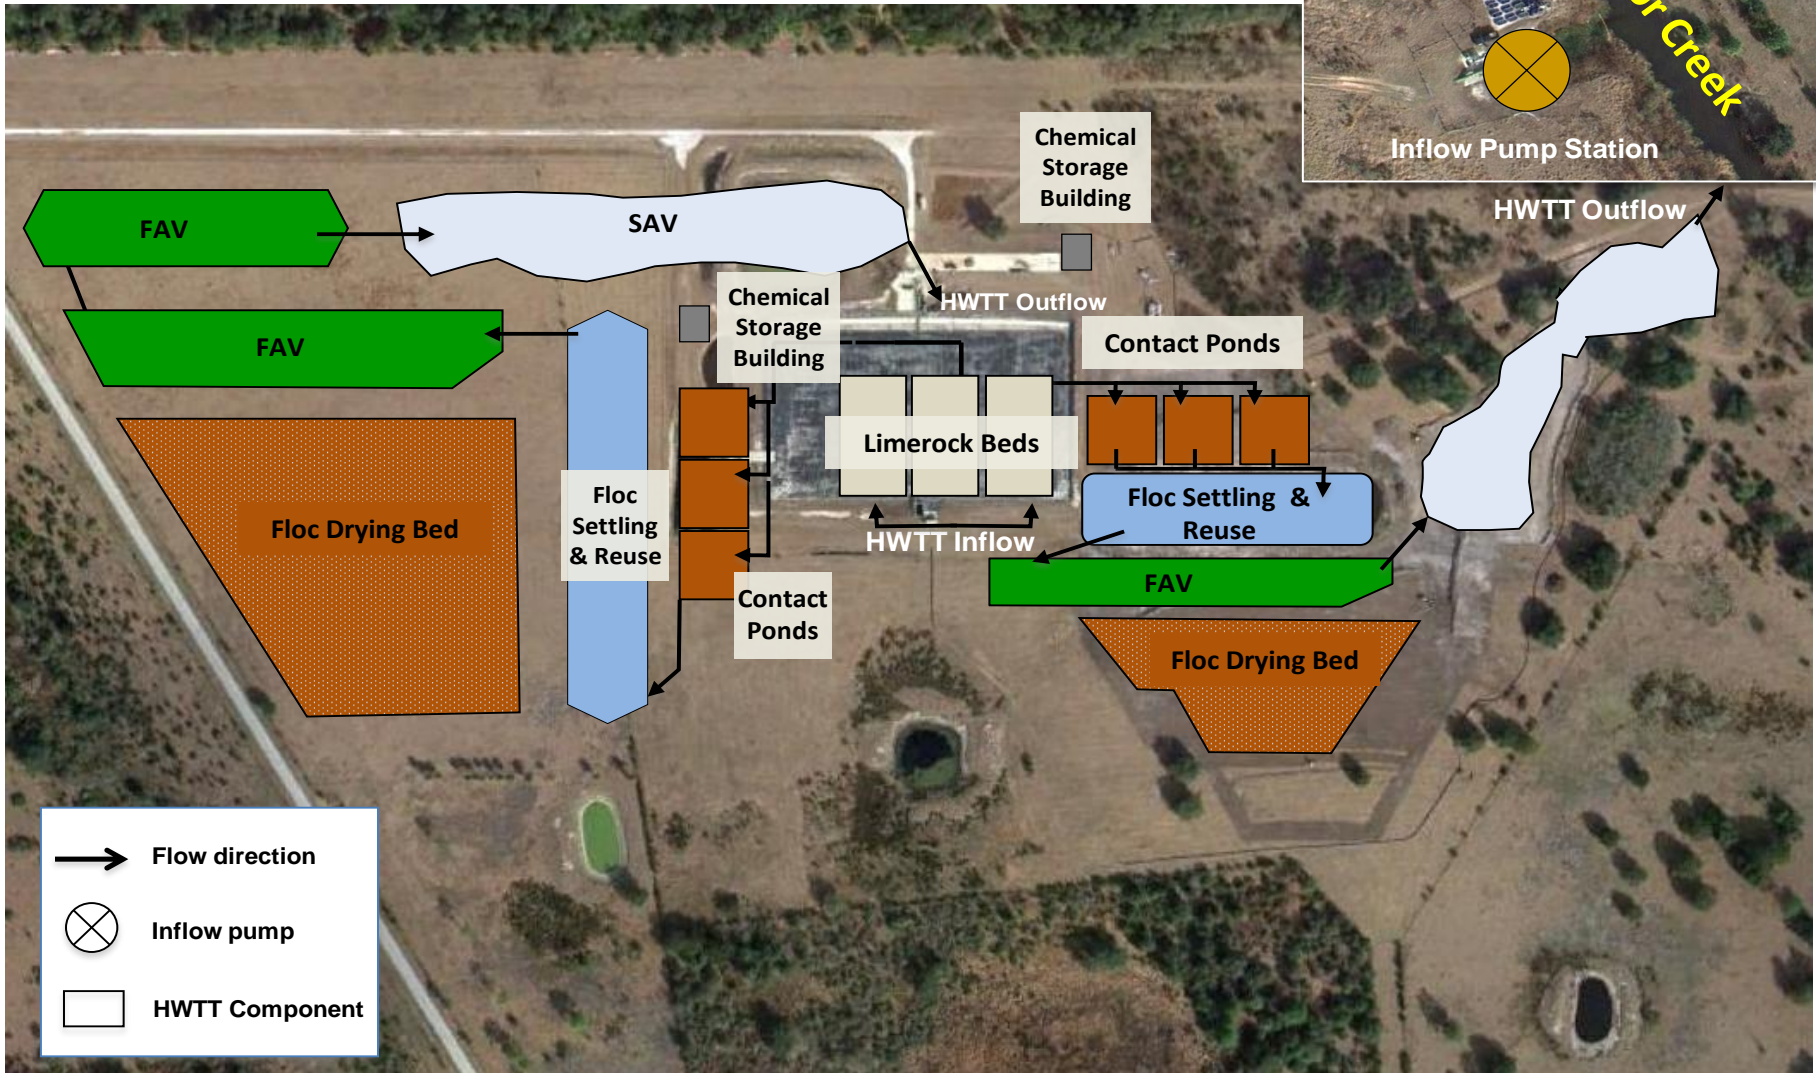 or Creek
Inflow Pump Station
HWTT Outflow
Chemical
Storage
Building
FAV
SAV
HWTT Outflow
Chemical
Storage
Building
FAV
Contact Ponds
Limerock Beds
Floc Settling &
Reuse
Floc
Settling
& Reuse
Floc Drying Bed
HWTT Inflow
FAV
Contact
Ponds
Floc Drying Bed
Flow direction
Inflow pump
HWTT Component